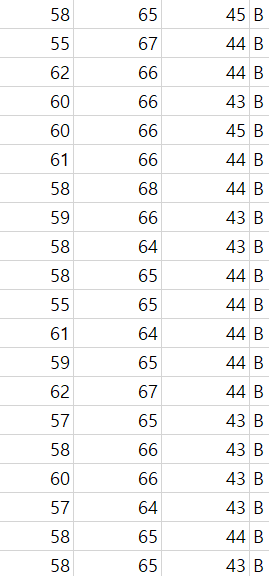 58 65 45 B
55 67 44 B
62 66 44 B
60 66 43 B
60 66 45 B
61 66 44 B
58 68 44 B
59 66 43 B
58 64 43 B
58 65 44 B
55 65 44 B
61 64 44 B
59 65 44 B
62 67 44 B
57 65 43 B
58 66 43 B
60 66 43 B
57 64 43 B
58 65 44 B
58 65 43 B